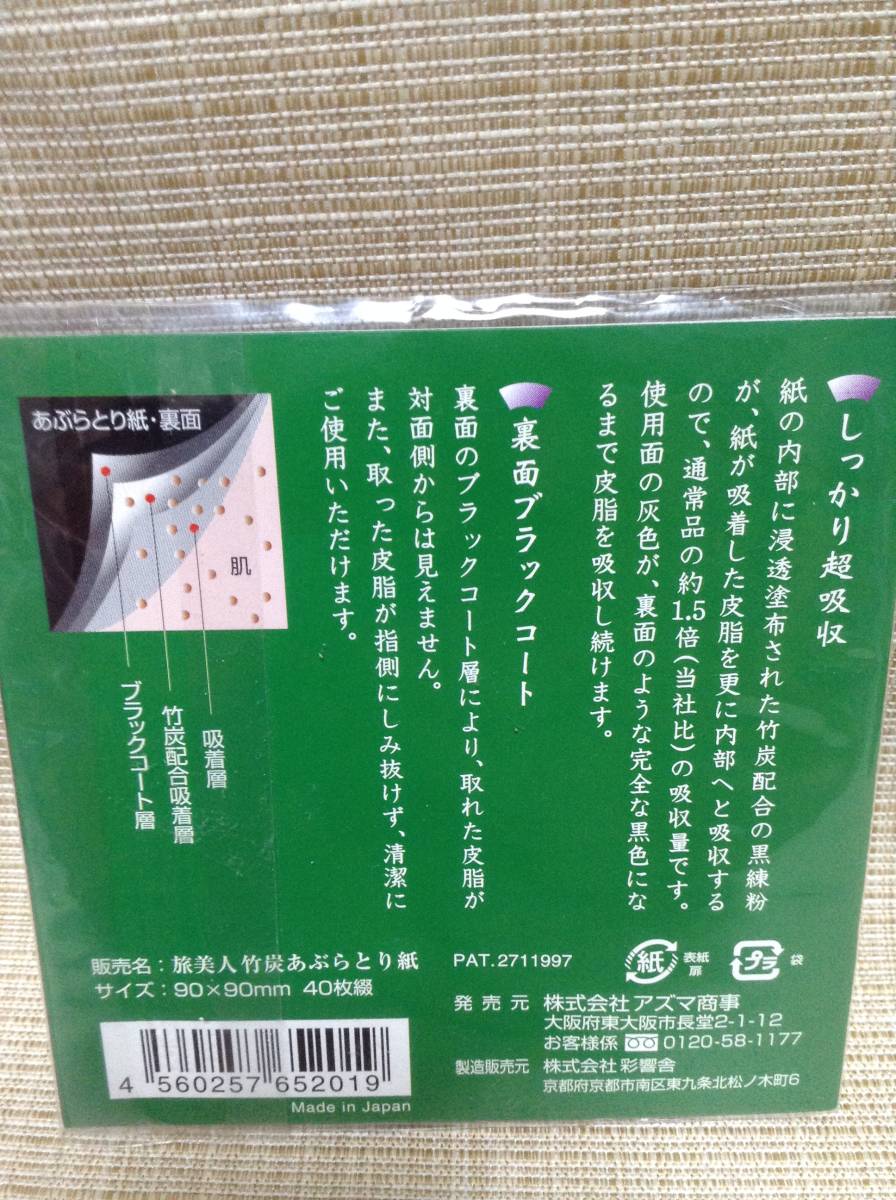 しっかり超吸収
紙の内部に浸透塗布された竹炭配合の黒練粉
が、紙が吸着した皮脂を更に内部へと吸収する
ので、通常品の約1.5倍(当社比)の吸収量です。
使用面の灰色が、裏面のような完全な黒色にな
るまで皮脂を吸収し続けます。
裏面ブラックコート
裏面のブラックコート層により、取れた皮脂が
対面側からは見えません。
また、取った皮脂が指側にしみ抜けず、清潔に
ご使用いただけます。
あぶらとり紙・裏面
肌
吸着層
竹炭配合吸着層
ブラックコート層
販売名:旅美人竹炭あぶらとり紙
サイズ:90×90mm 40枚綴
PAT.2711997
紙
表紙
扉
プラ
袋
発売元 株式会社アズマ商事
大阪府東大阪市長堂2-1-12
お客様係 0120-58-1177
製造販売元 株式会社彩響舎
京都府京都市南区東九条北松ノ木町6
4 560257 652019
Made in Japan